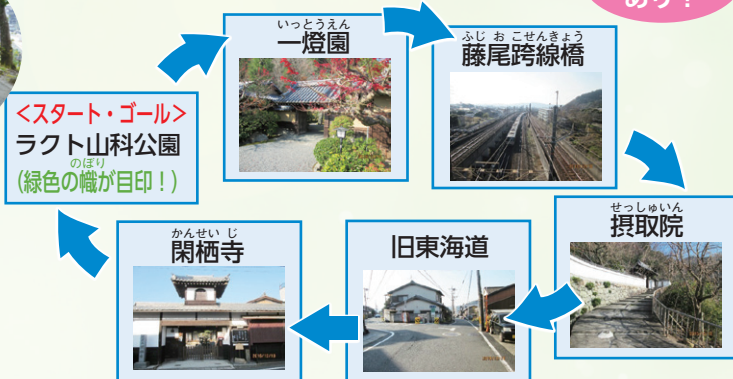 あり！
いっとうえん
一燈園
ふじ お こせんきょう
藤尾跨線橋
<スタート・ゴール>
ラクト山科公園
のぼり
(緑色の幟が目印！)
せっしゅいん
摂取院
旧東海道
かんせい じ
閑栖寺